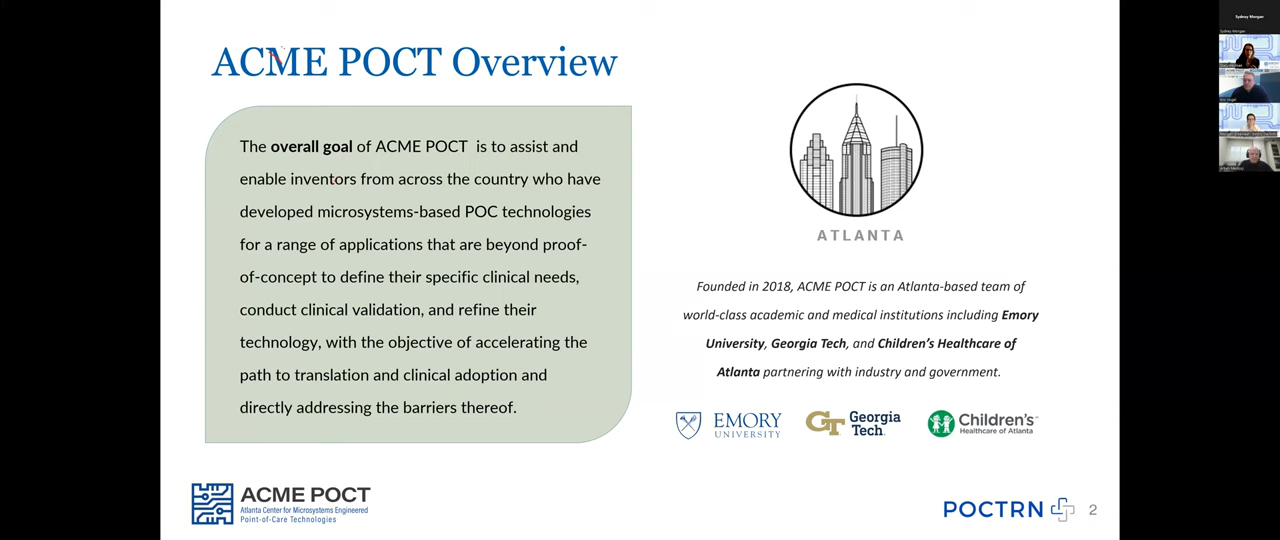 ACME POCT Overview
The overall goal of ACME POCT is to assist and
enable inventors from across the country who have
developed microsystems-based POC technologies
for a range of applications that are beyond proof-
of-concept to define their specific clinical needs,
conduct clinical validation, and refine their
technology, with the objective of accelerating the
path to translation and clinical adoption and
directly addressing the barriers thereof.
ATLANTA
Founded in 2018, ACME POCT is an Atlanta-based team of
world-class academic and medical institutions including Emory
University, Georgia Tech, and Children's Healthcare of
Atlanta partnering with industry and government.
EMORY
UNIVERSITY
GT Georgia
Tech
Children's
Healthcare of Atlanta
ACME POCT
Atlanta Center for Microsystems Engineered
Point-of-Care Technologies
POCTRN
2
Sydney Morgan
Sydney Morgan